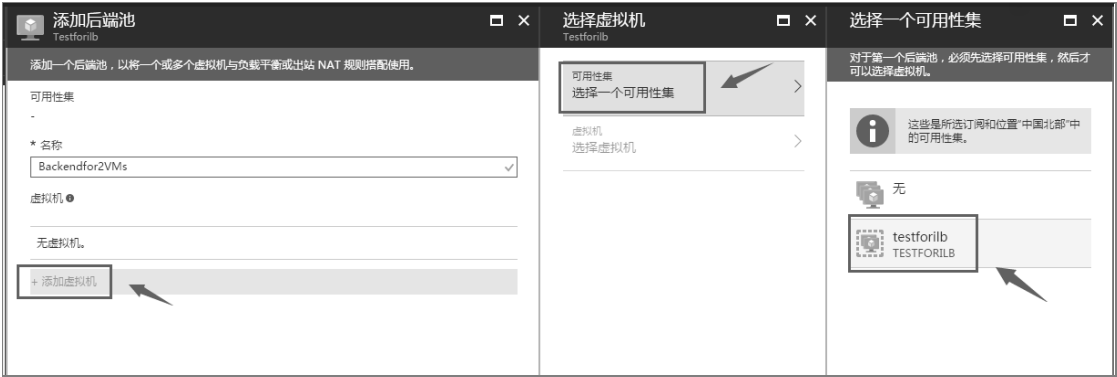 添加后端池
Testforilb
添加一个后端池，以将一个或多个虚拟机与负载平衡或出站 NAT 规则搭配使用。
可用性集
-
* 名称
Backendfor2VMs
虚拟机
无虚拟机。
+ 添加虚拟机
选择虚拟机
Testforilb
可用性集
选择一个可用性集
虚拟机
选择虚拟机
选择一个可用性集
对于第一个后端池，必须先选择可用性集，然后才
可以选择虚拟机。
这些是所选订阅和位置“中国北部”中
的可用性集。
无
testforilb
TESTFORILB